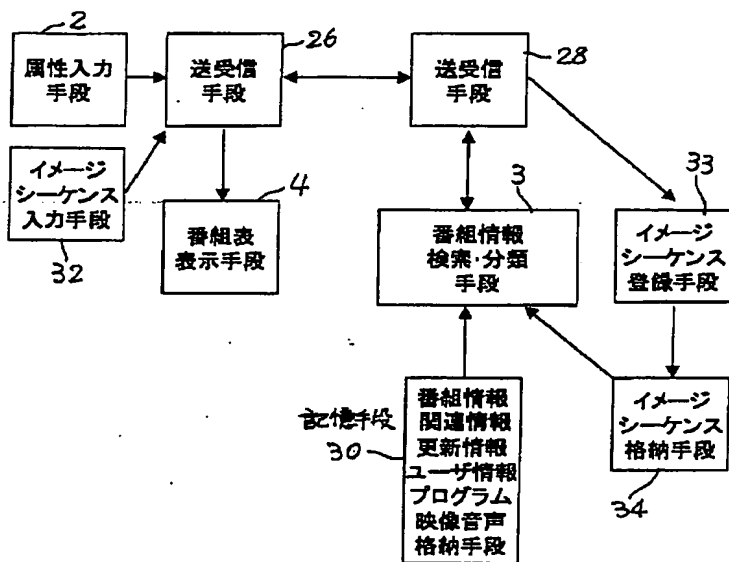 2
属性入力
手段
26
送受信
手段
28
送受信
手段
イメージ
シーケンス
入力手段
32
4
番組表
表示手段
3
番組情報
検索・分類
手段
33
イメージ
シーケンス
登録手段
記憶手段
30
番組情報
関連情報
更新情報
ユーザ情報
プログラム
映像音声
格納手段
イメージ
シーケンス
格納手段
34